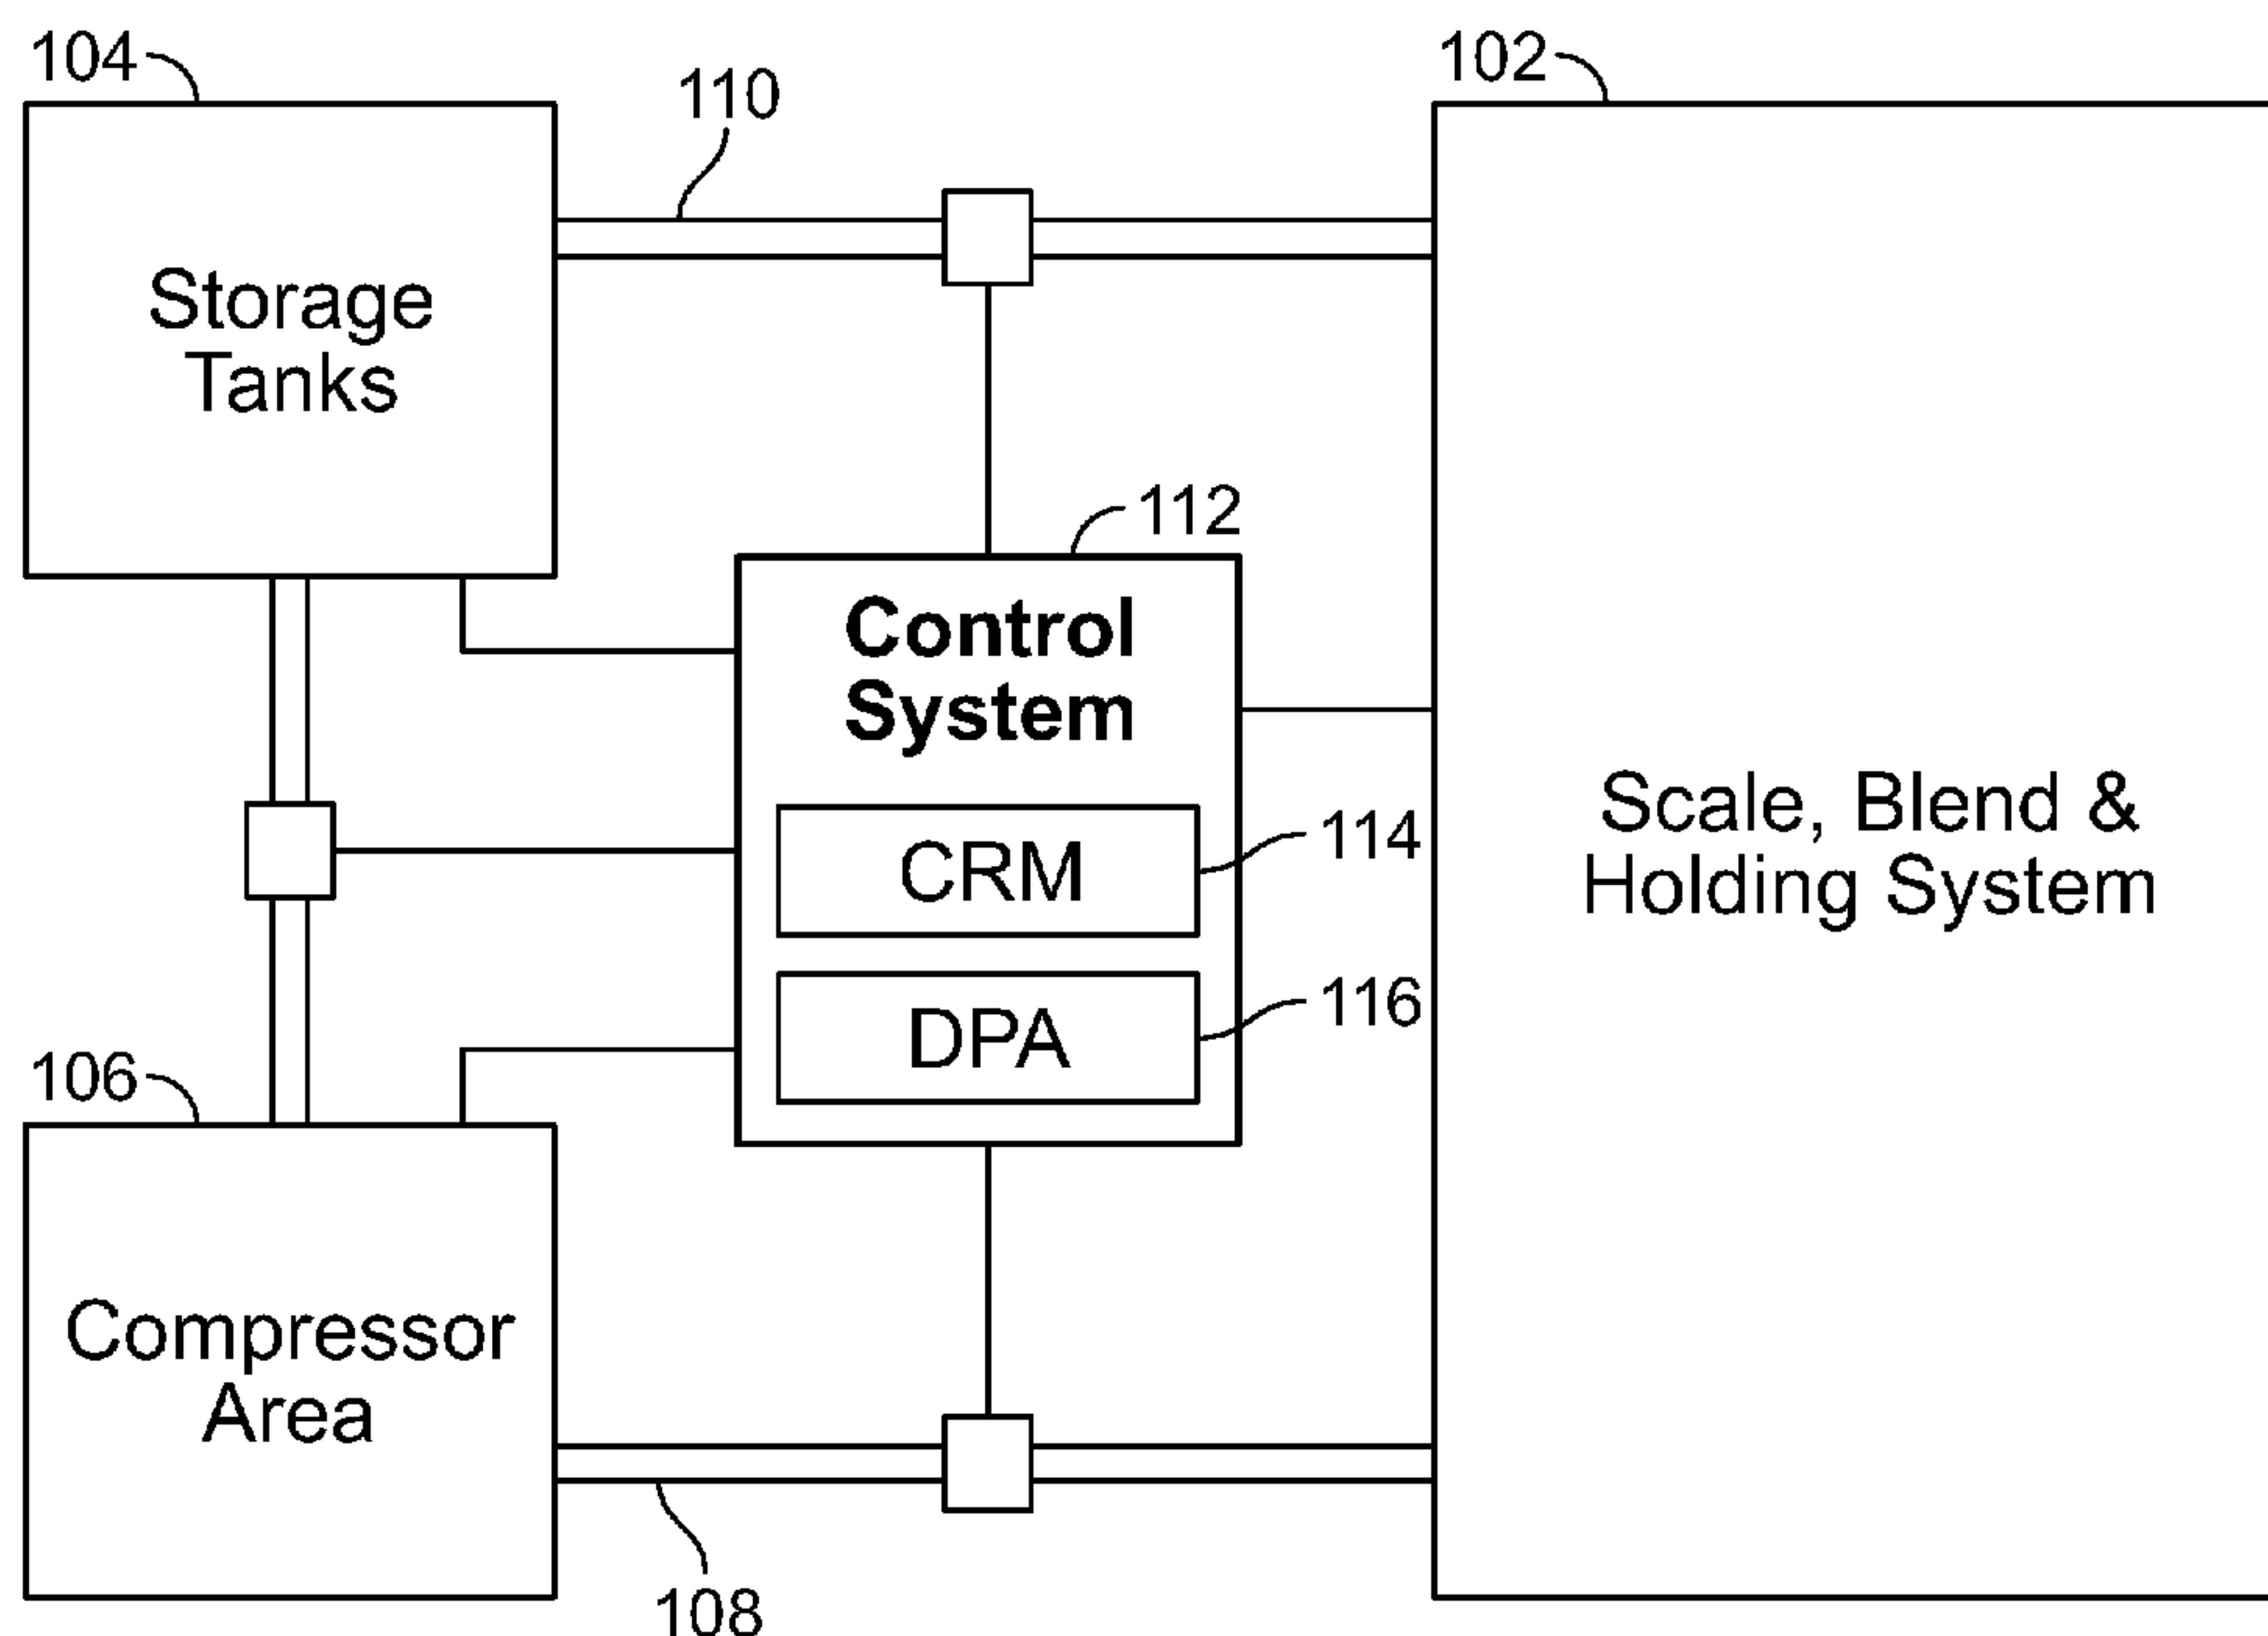 104
110
102
Storage
Tanks
112
Control
System
CRM
114
Scale, Blend &
Holding System
DPA
116
106
Compressor
Area
108